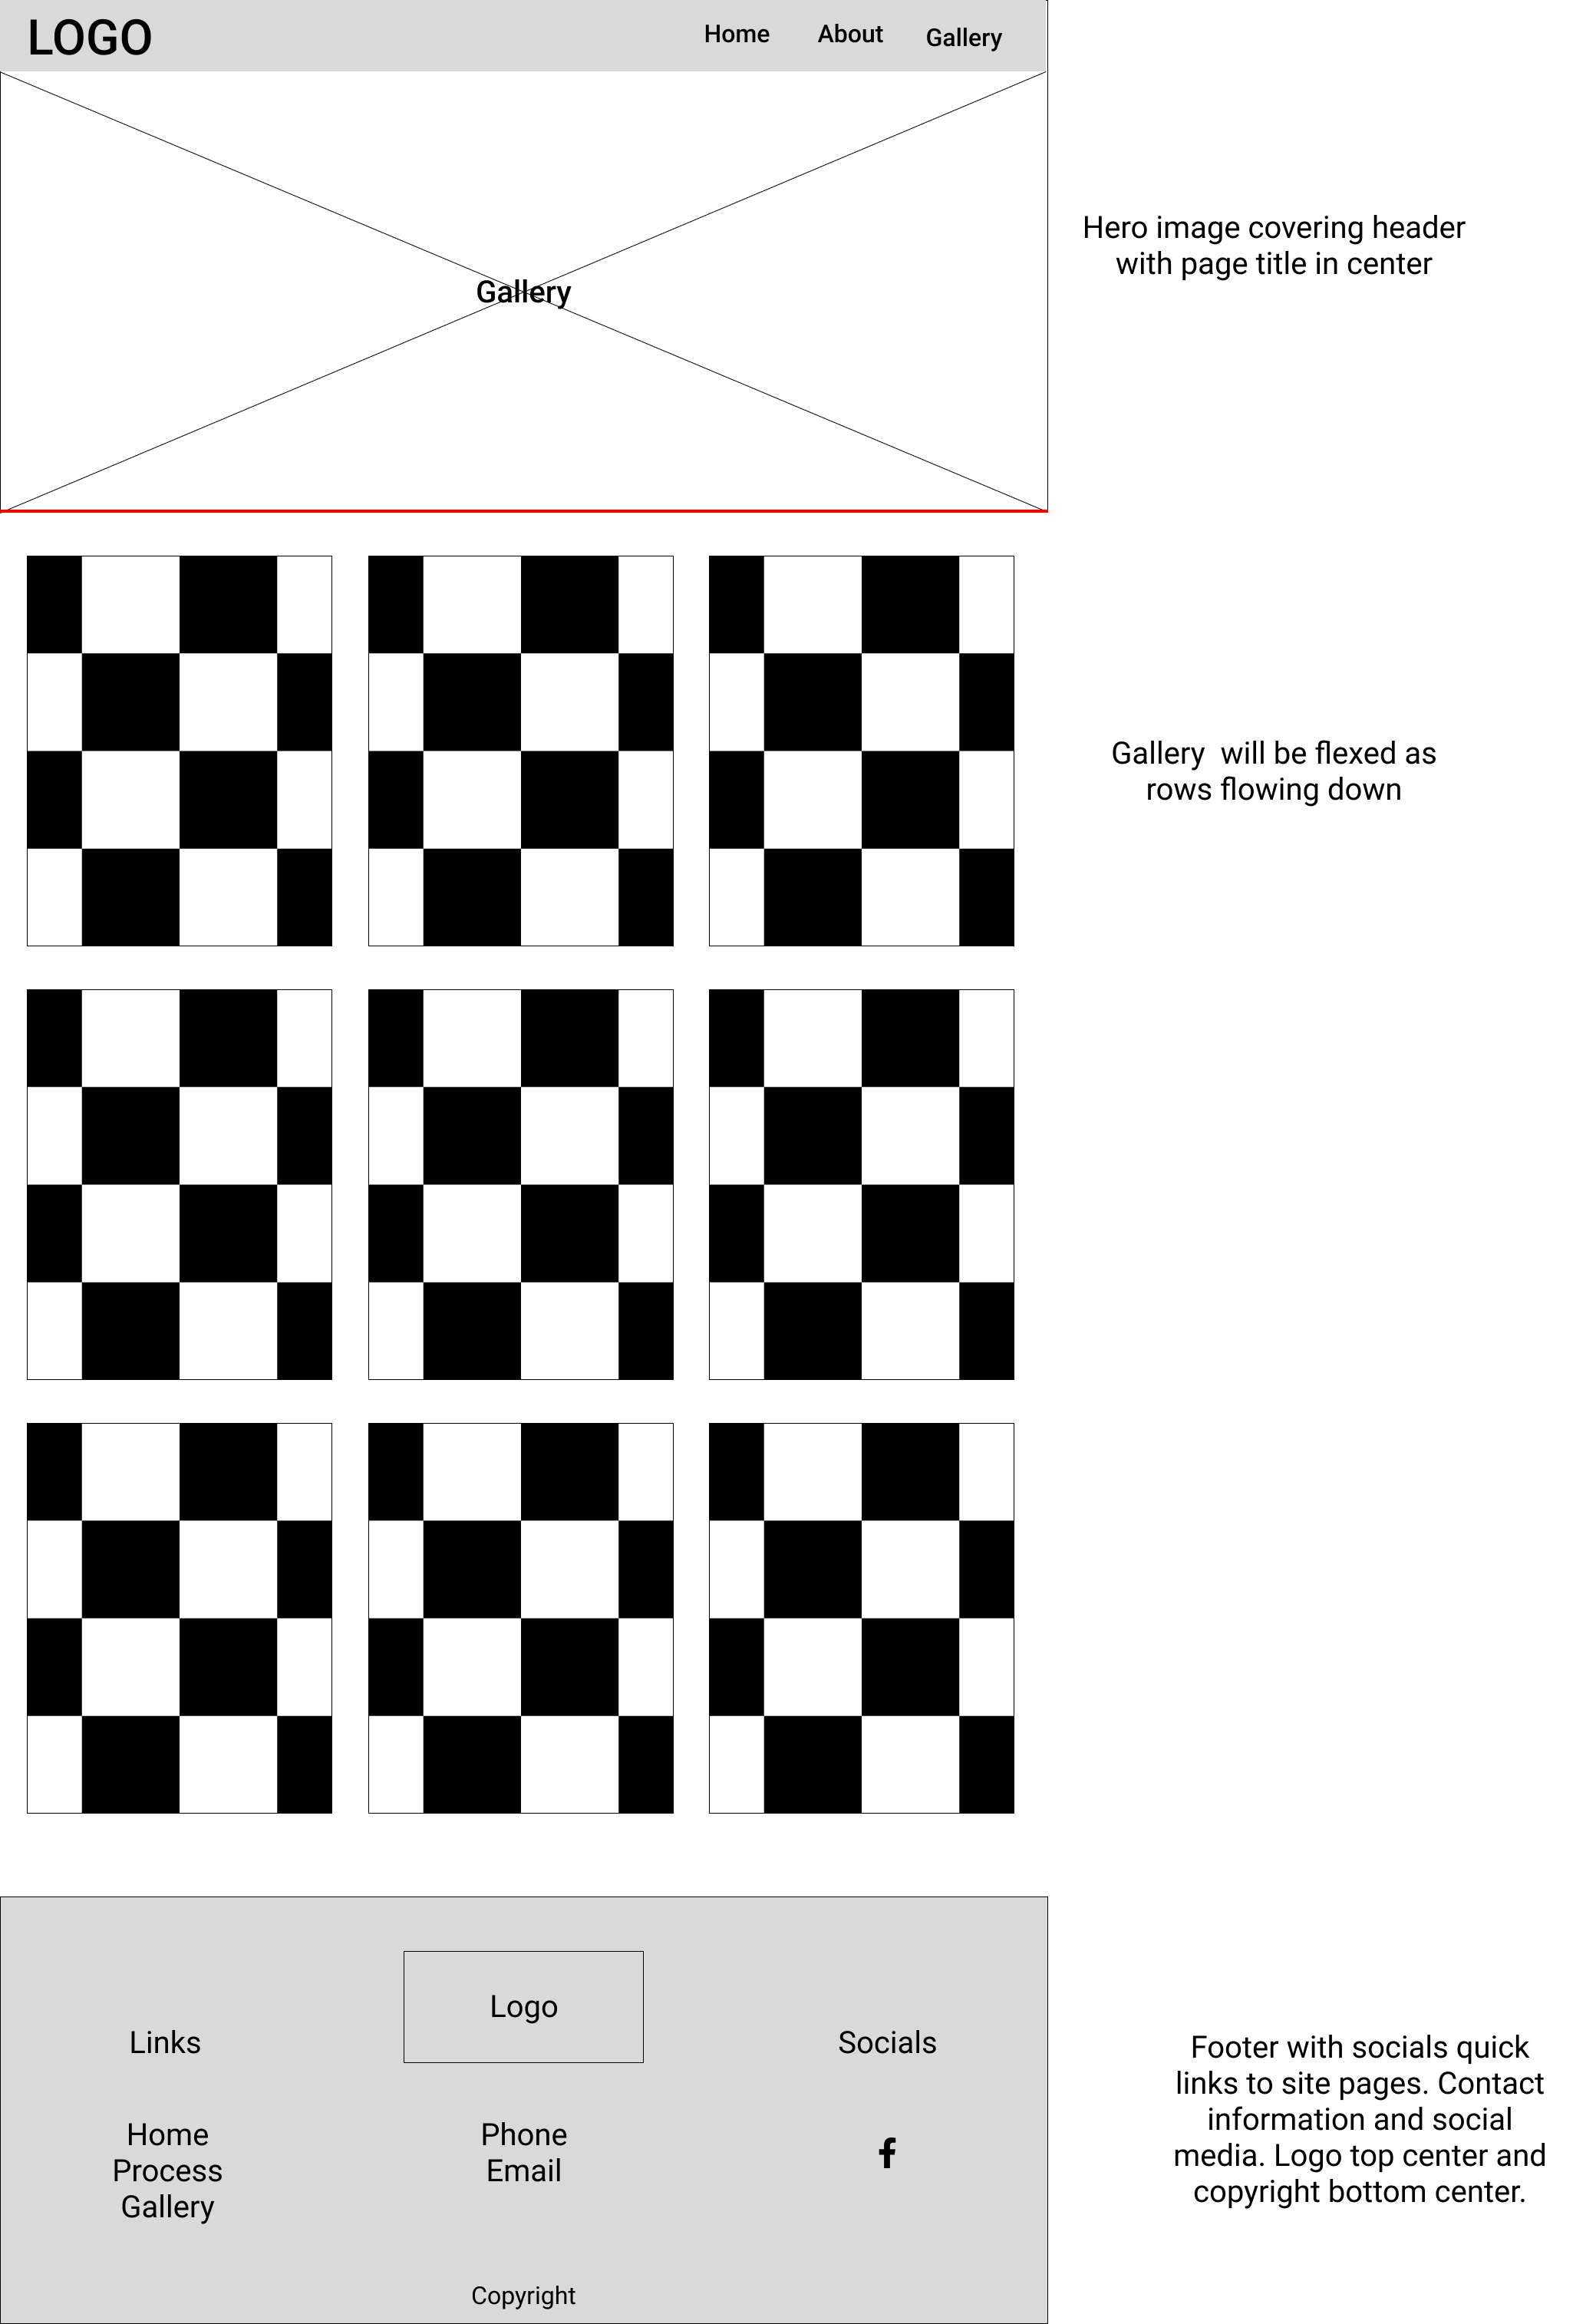 LOGO
Home About Gallery
Hero image covering header
with page title in center
Gallery
Gallery  will be flexed as
rows flowing down
Logo
Links
Socials
Home
Process
Gallery
Phone
Email
Footer with socials quick
links to site pages. Contact
information and social
media. Logo top center and
copyright bottom center.
Copyright